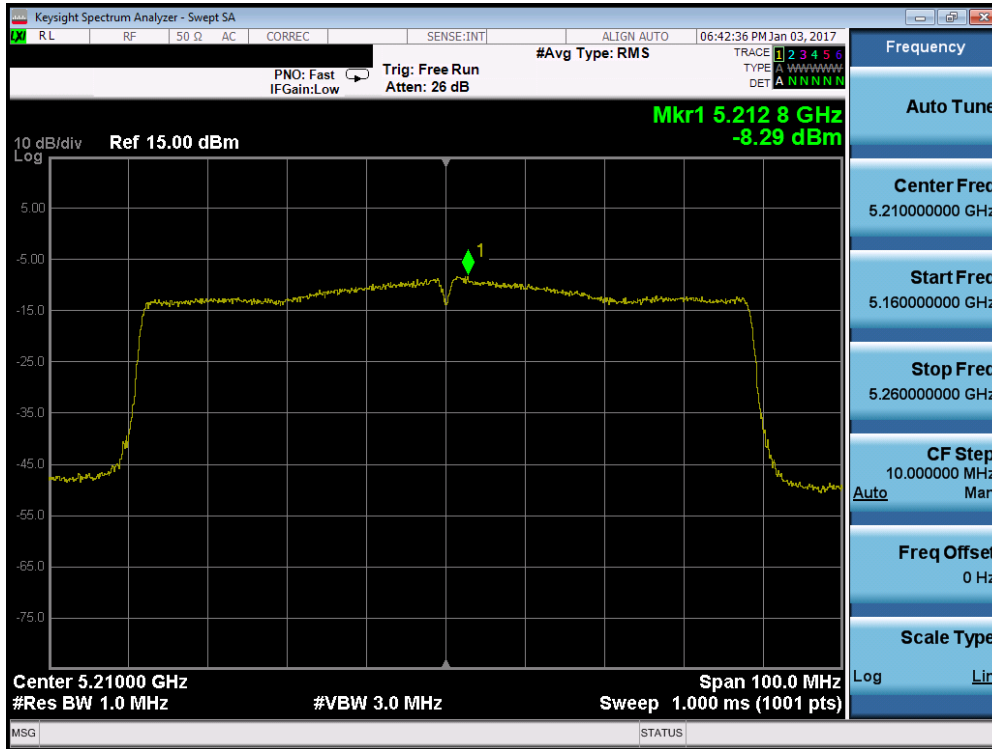 Keysight Spectrum Analyzer - Swept SA
LXI RL RF 50 Ω AC CORREC SENSE:INT ALIGN AUTO 06:42:36 PM Jan 03, 2017
#Avg Type: RMS TRACE 1 2 3 4 5 6
PNO: Fast Trig: Free Run TYPE A WWWWW
IFGain:Low Atten: 26 dB DET A N N N N N
Mkr1 5.212 8 GHz
-8.29 dBm
10 dB/div Ref 15.00 dBm
Log
5.00
-5.00
1
-15.0
-25.0
-35.0
-45.0
-55.0
-65.0
-75.0
Center 5.21000 GHz Span 100.0 MHz
#Res BW 1.0 MHz #VBW 3.0 MHz Sweep 1.000 ms (1001 pts)
MSG STATUS
Frequency
Auto Tune
Center Freq
5.210000000 GHz
Start Freq
5.160000000 GHz
Stop Freq
5.260000000 GHz
CF Step
10.000000 MHz
Auto Man
Freq Offset
0 Hz
Scale Type
Log Lin